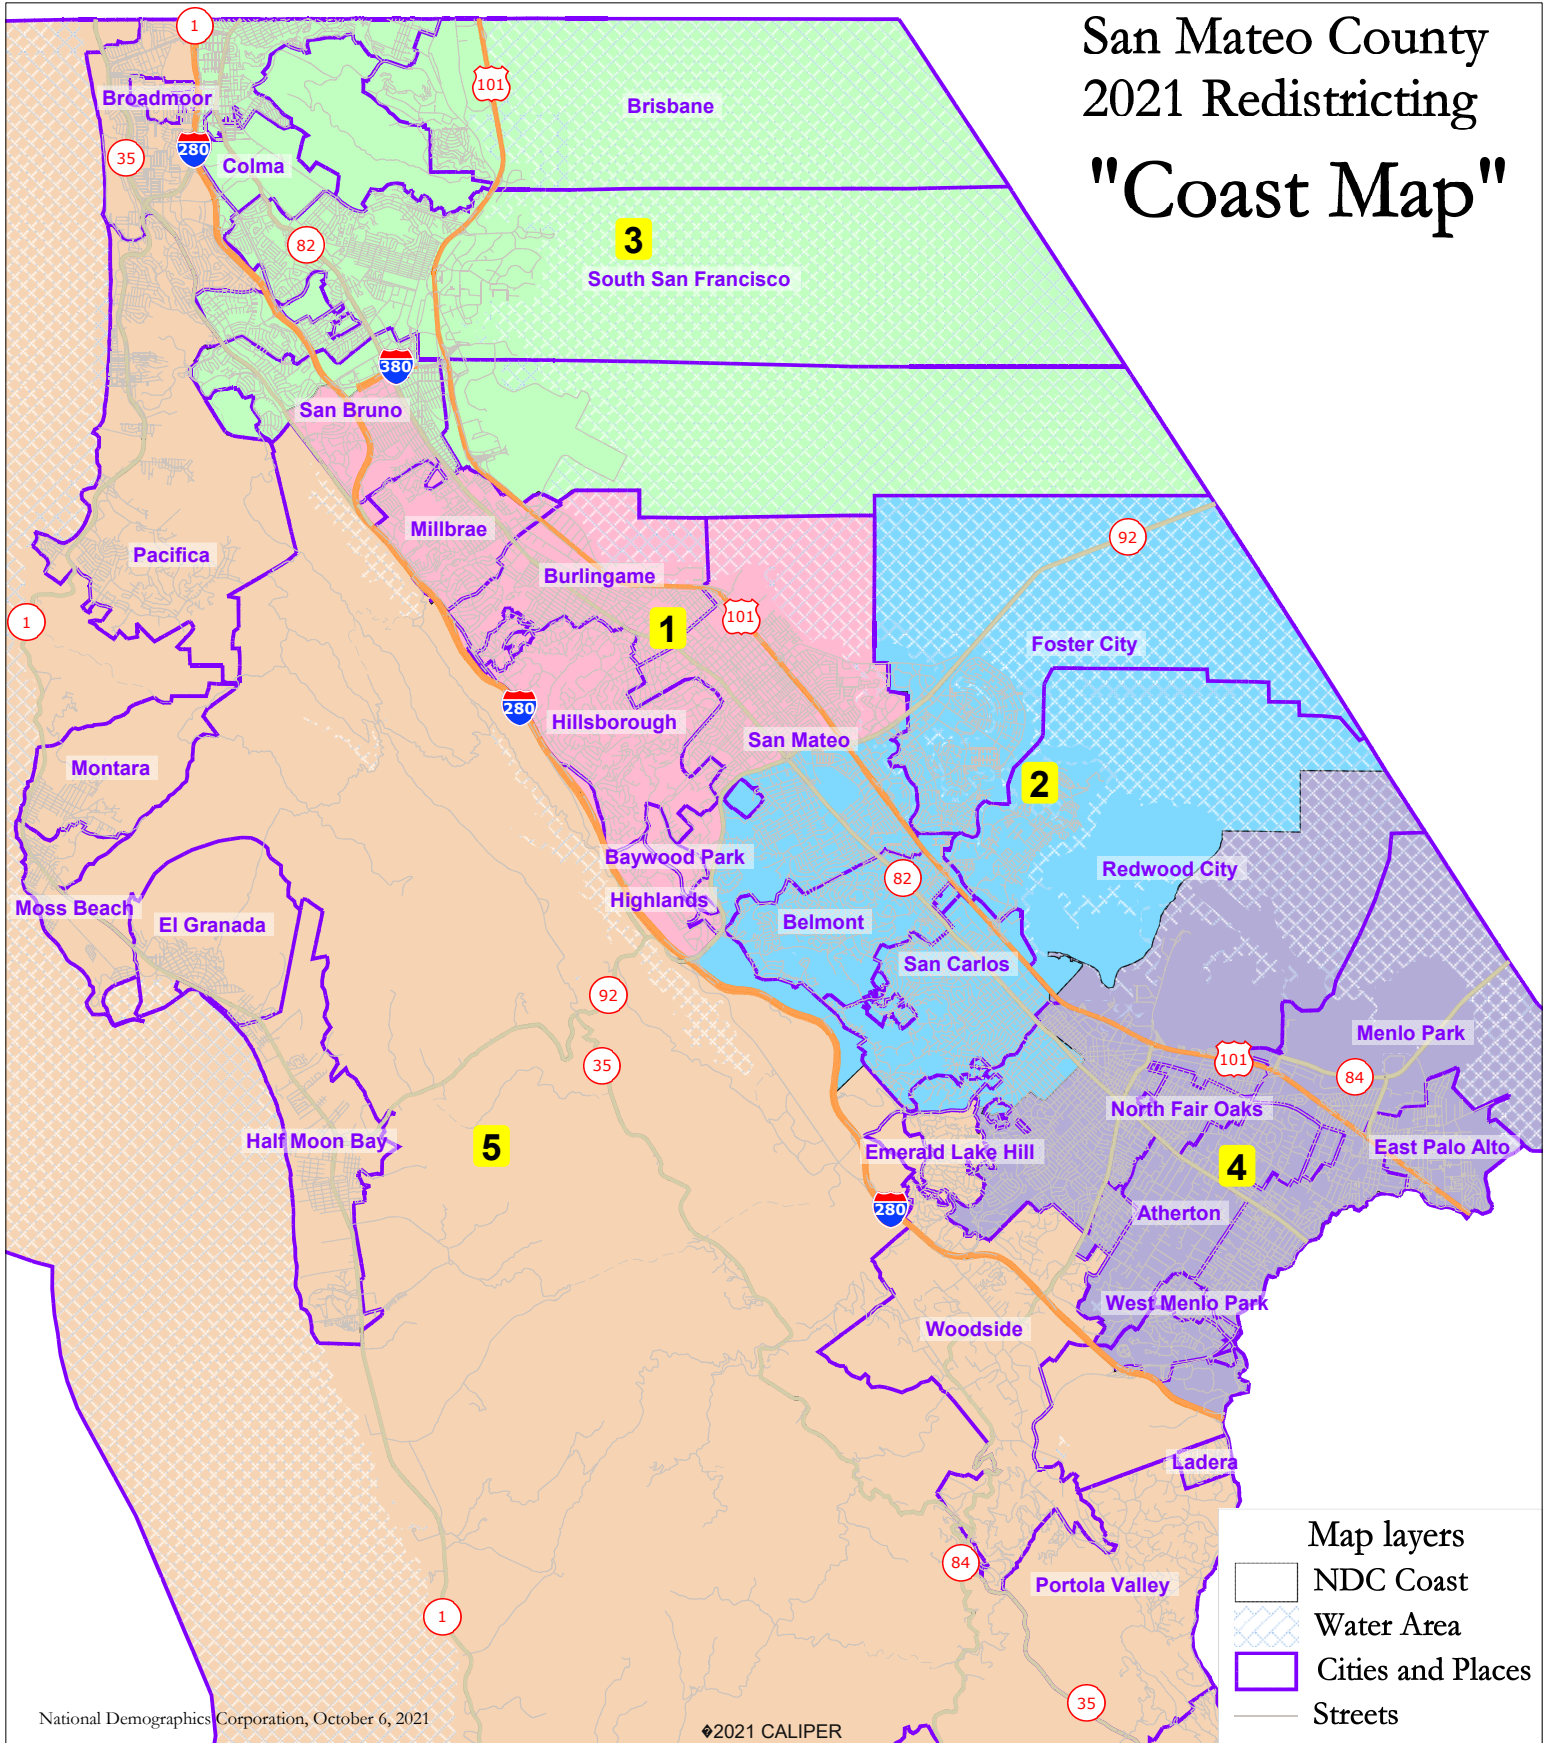 San Mateo County
2021 Redistricting
"Coast Map"
1
101
Broadmoor
Brisbane
35
280
Colma
82
3
South San Francisco
380
San Bruno
Millbrae
92
Pacifica
Burlingame
1
1
101
Foster City
280
Hillsborough
San Mateo
Montara
2
Baywood Park
82
Redwood City
Highlands
Moss Beach
El Granada
Belmont
San Carlos
92
Menlo Park
35
101
84
North Fair Oaks
Half Moon Bay
5
Emerald Lake Hill
East Palo Alto
4
280
Atherton
West Menlo Park
Woodside
Ladera
84
Portola Valley
1
35
Map layers
NDC Coast
Water Area
Cities and Places
Streets
National Demographics Corporation, October 6, 2021
�2021 CALIPER